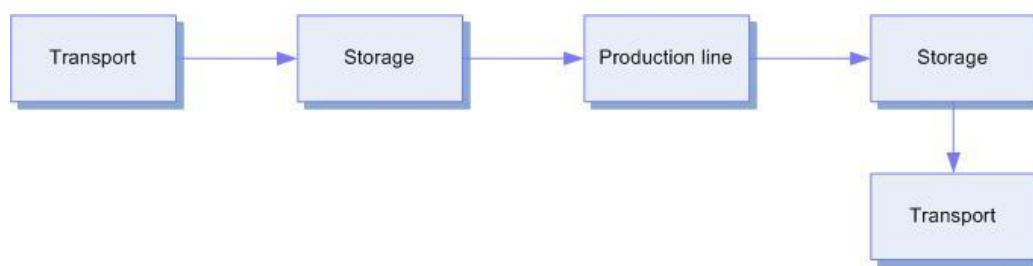 Transport
Storage
Production line
Storage
Transport